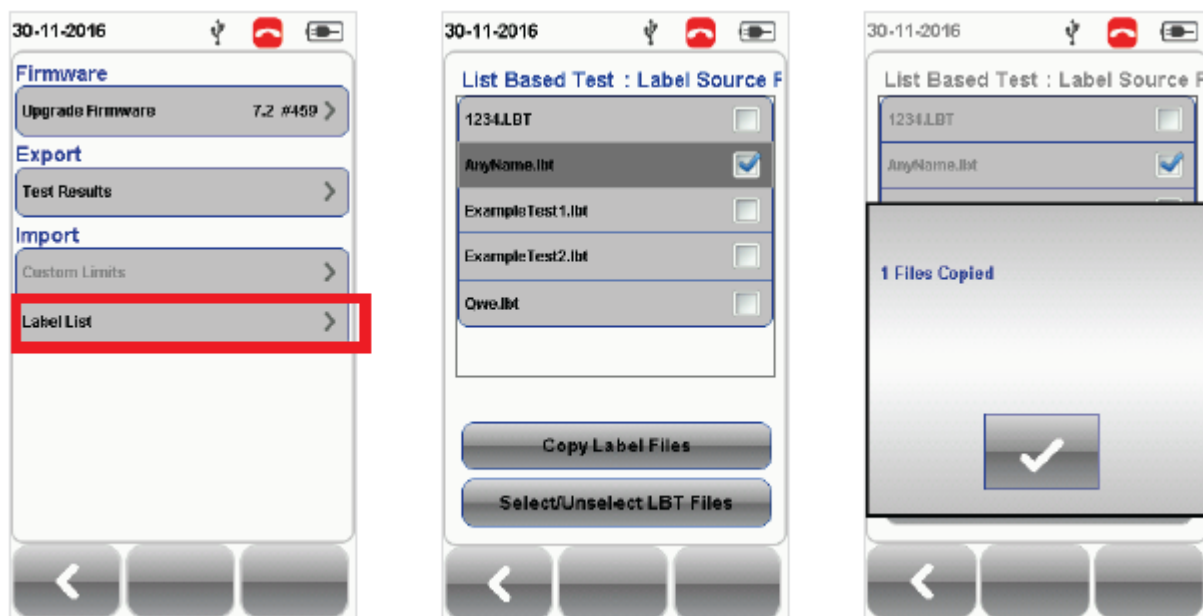 30-11-2016
Firmware
Upgrade Firmware 7.2 #459
Export
Test Results
Import
Custom Limits
Label List
30-11-2016
List Based Test : Label Source F
1234.LBT
AnyName.lbt
ExampleTest1.lbt
ExampleTest2.lbt
Qwe.lbt
Copy Label Files
Select/Unselect LBT Files
30-11-2016
List Based Test : Label Source F
1234.LBT
AnyName.lbt
1 Files Copied